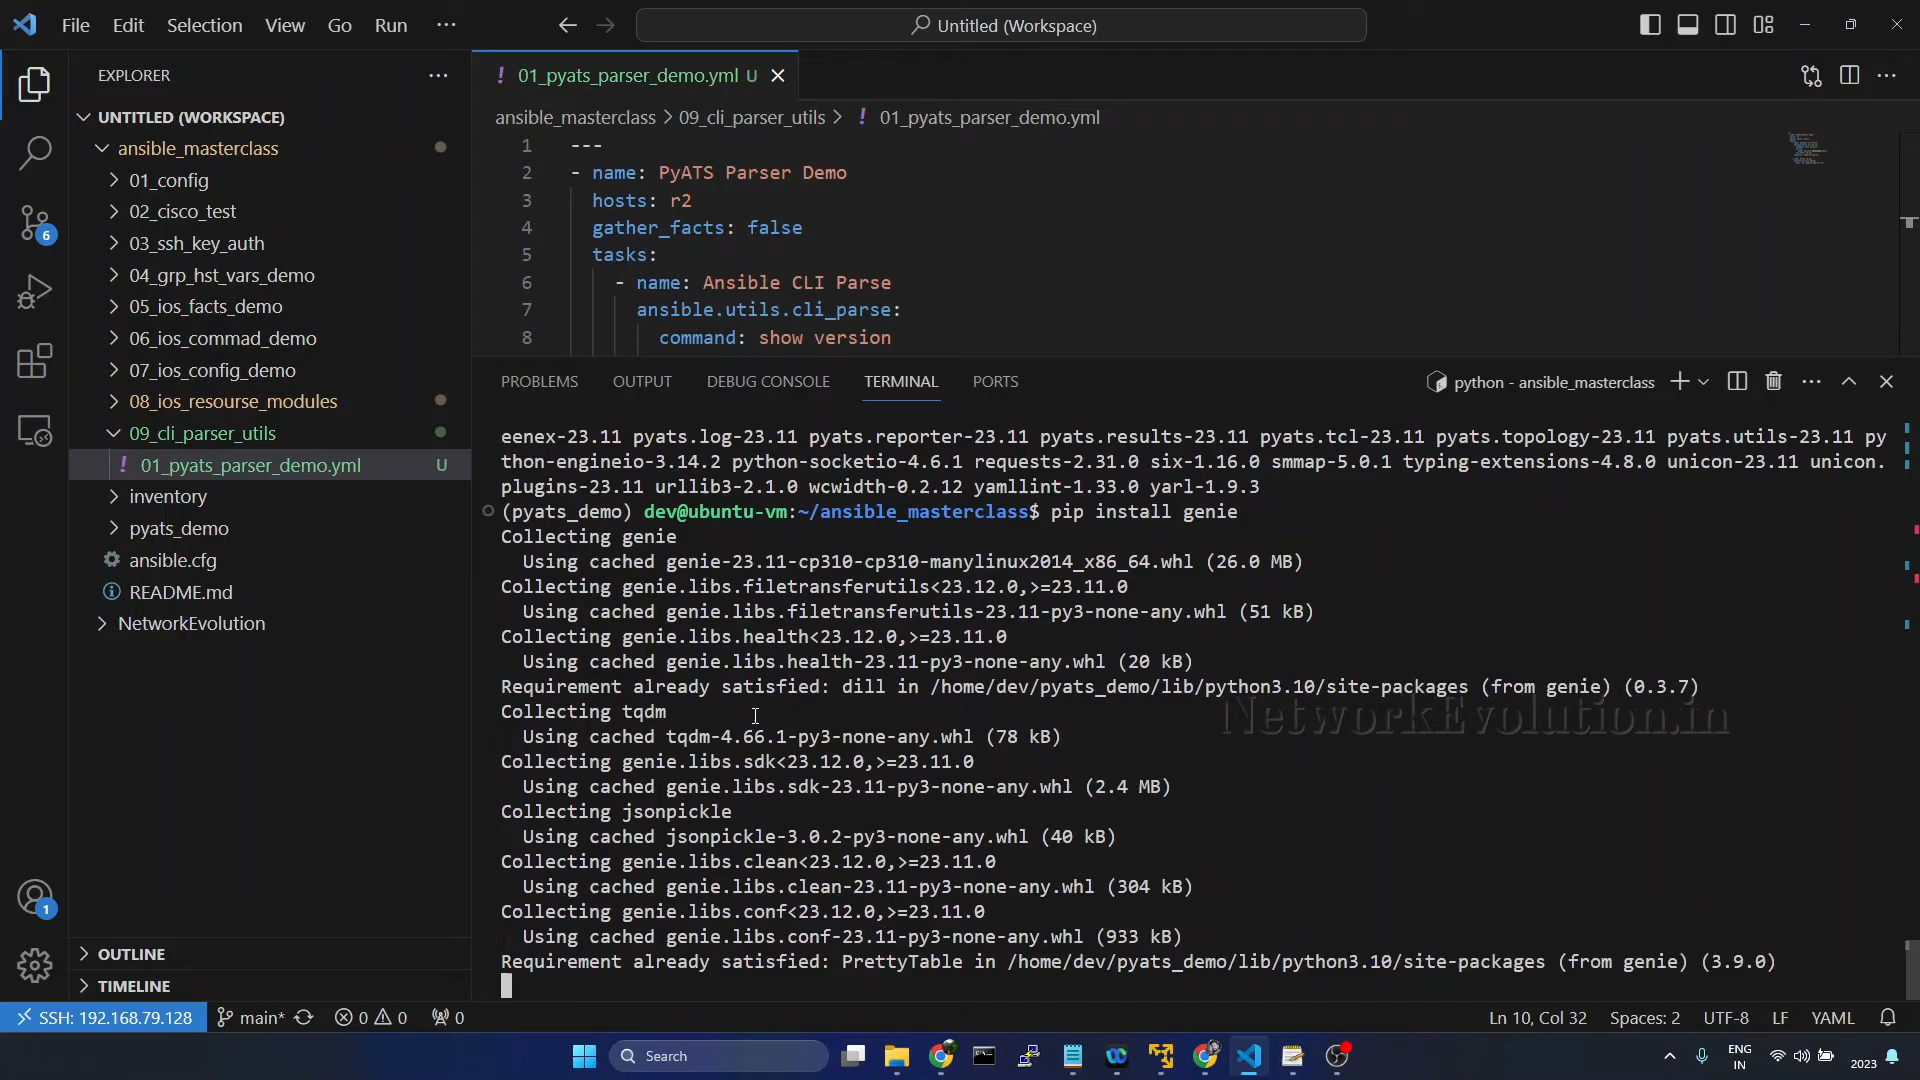 File Edit Selection View Go Run ···
Untitled (Workspace)
EXPLORER
UNTITLED (WORKSPACE)
ansible_masterclass
01_config
02_cisco_test
03_ssh_key_auth
04_grp_hst_vars_demo
05_ios_facts_demo
06_ios_commad_demo
07_ios_config_demo
08_ios_resourse_modules
09_cli_parser_utils
! 01_pyats_parser_demo.yml U
inventory
pyats_demo
ansible.cfg
README.md
NetworkEvolution
OUTLINE
TIMELINE
6
1
! 01_pyats_parser_demo.yml U
ansible_masterclass > 09_cli_parser_utils > ! 01_pyats_parser_demo.yml
1 ---
2 - name: PyATS Parser Demo
3 hosts: r2
4 gather_facts: false
5 tasks:
6 - name: Ansible CLI Parse
7 ansible.utils.cli_parse:
8 command: show version
PROBLEMS OUTPUT DEBUG CONSOLE TERMINAL PORTS
python - ansible_masterclass
eenex-23.11 pyats.log-23.11 pyats.reporter-23.11 pyats.results-23.11 pyats.tcl-23.11 pyats.topology-23.11 pyats.utils-23.11 py
thon-engineio-3.14.2 python-socketio-4.6.1 requests-2.31.0 six-1.16.0 smmap-5.0.1 typing-extensions-4.8.0 unicon-23.11 unicon.
plugins-23.11 urllib3-2.1.0 wcwidth-0.2.12 yamllint-1.33.0 yarl-1.9.3
(pyats_demo) dev@ubuntu-vm:~/ansible_masterclass$ pip install genie
Collecting genie
Using cached genie-23.11-cp310-cp310-manylinux2014_x86_64.whl (26.0 MB)
Collecting genie.libs.filetransferutils<23.12.0,>=23.11.0
Using cached genie.libs.filetransferutils-23.11-py3-none-any.whl (51 kB)
Collecting genie.libs.health<23.12.0,>=23.11.0
Using cached genie.libs.health-23.11-py3-none-any.whl (20 kB)
Requirement already satisfied: dill in /home/dev/pyats_demo/lib/python3.10/site-packages (from genie) (0.3.7)
Collecting tqdm
Using cached tqdm-4.66.1-py3-none-any.whl (78 kB)
Collecting genie.libs.sdk<23.12.0,>=23.11.0
Using cached genie.libs.sdk-23.11-py3-none-any.whl (2.4 MB)
Collecting jsonpickle
Using cached jsonpickle-3.0.2-py3-none-any.whl (40 kB)
Collecting genie.libs.clean<23.12.0,>=23.11.0
Using cached genie.libs.clean-23.11-py3-none-any.whl (304 kB)
Collecting genie.libs.conf<23.12.0,>=23.11.0
Using cached genie.libs.conf-23.11-py3-none-any.whl (933 kB)
Requirement already satisfied: PrettyTable in /home/dev/pyats_demo/lib/python3.10/site-packages (from genie) (3.9.0)
NetworkEvolution.in
SSH: 192.168.79.128 main* 0 0 0
Ln 10, Col 32 Spaces: 2 UTF-8 LF YAML
Search
ENG
IN
2023